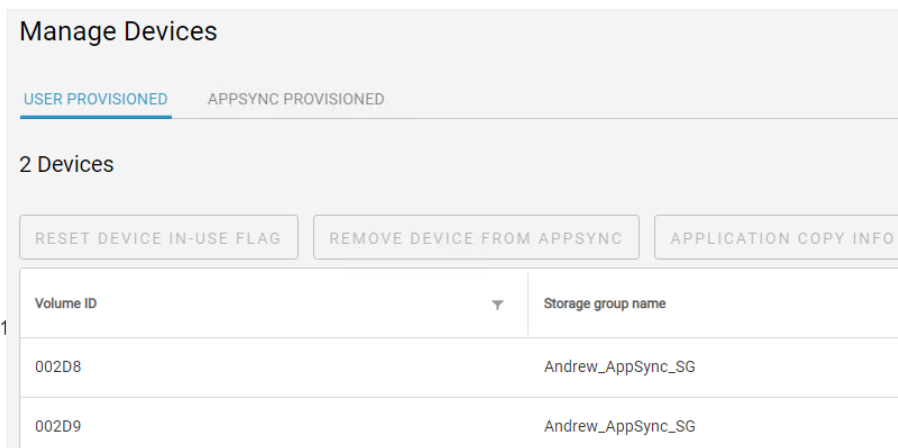 Manage Devices
USER PROVISIONED APPSYNC PROVISIONED
2 Devices
RESET DEVICE IN-USE FLAG REMOVE DEVICE FROM APPSYNC APPLICATION COPY INFO
Volume ID Storage group name
1
002D8 Andrew_AppSync_SG
002D9 Andrew_AppSync_SG